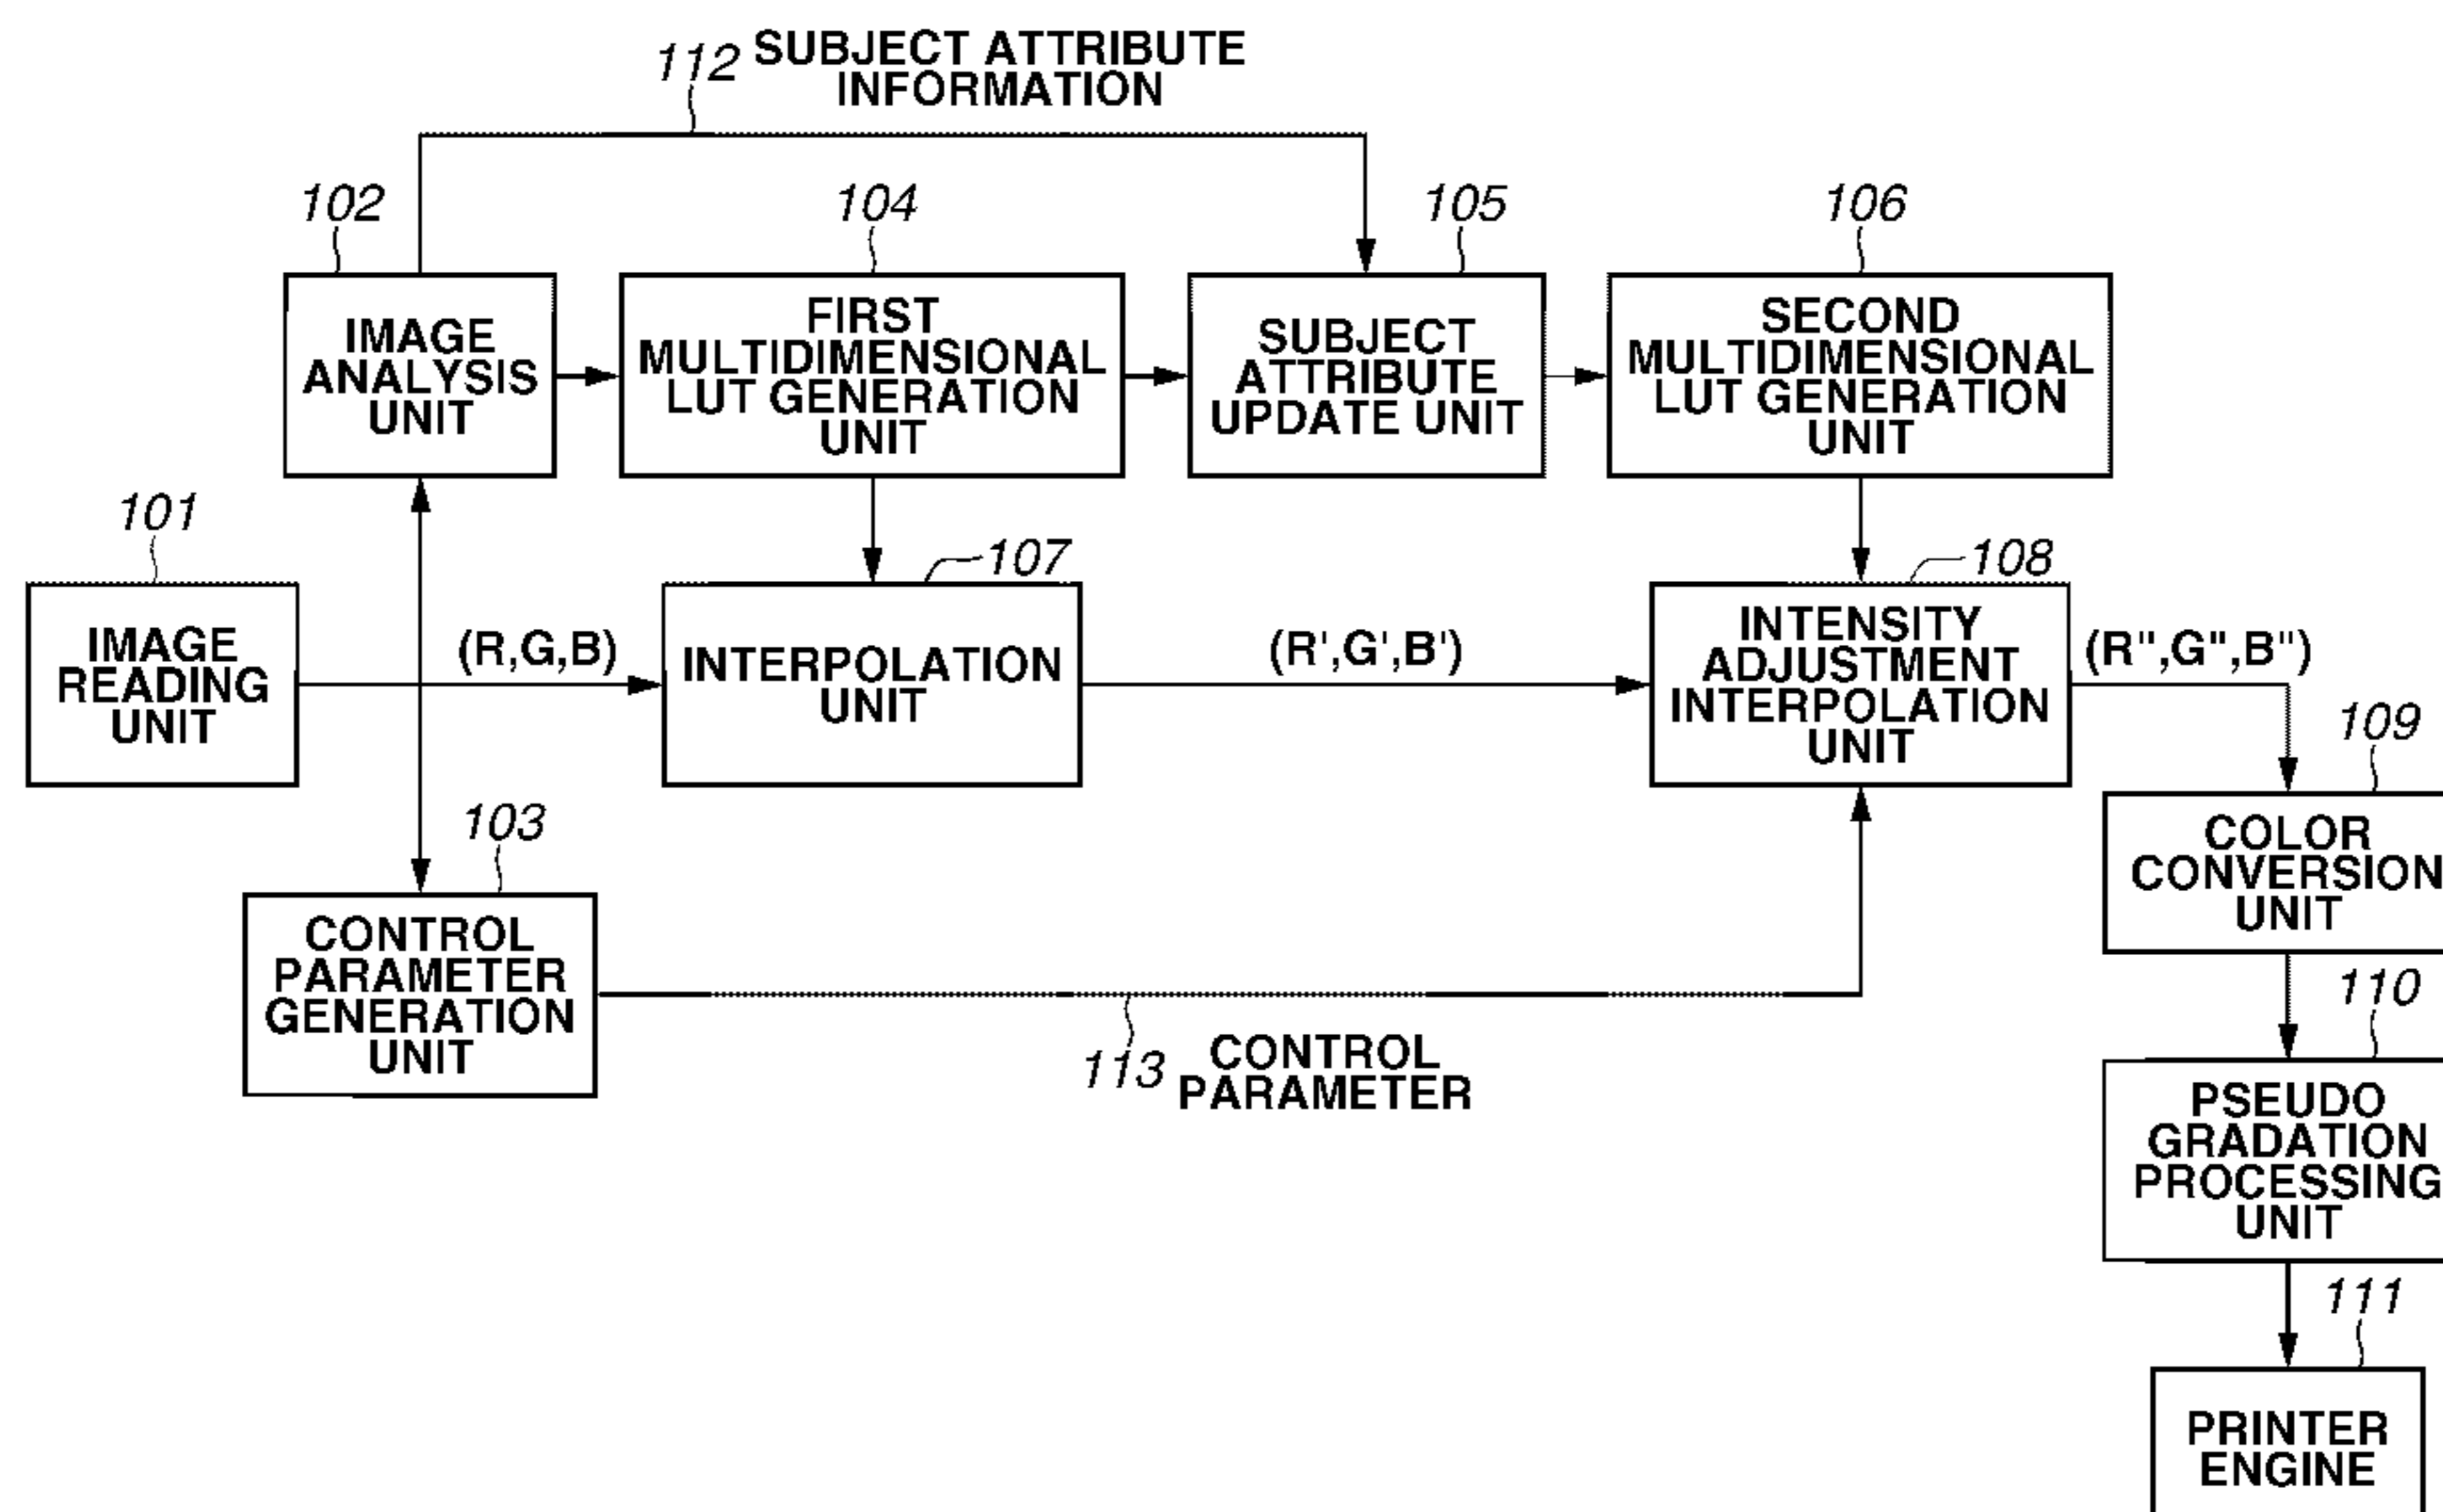 112 SUBJECT ATTRIBUTE
INFORMATION
102
104
105
106
IMAGE
ANALYSIS
UNIT
FIRST
MULTIDIMENSIONAL
LUT GENERATION
UNIT
SUBJECT
ATTRIBUTE
UPDATE UNIT
SECOND
MULTIDIMENSIONAL
LUT GENERATION
UNIT
101
107
108
IMAGE
READING
UNIT
(R,G,B)
INTERPOLATION
UNIT
(R',G',B')
INTENSITY
ADJUSTMENT
INTERPOLATION
UNIT
(R",G",B")
109
103
COLOR
CONVERSION
UNIT
CONTROL
PARAMETER
GENERATION
UNIT
110
113 CONTROL
PARAMETER
PSEUDO
GRADATION
PROCESSING
UNIT
111
PRINTER
ENGINE